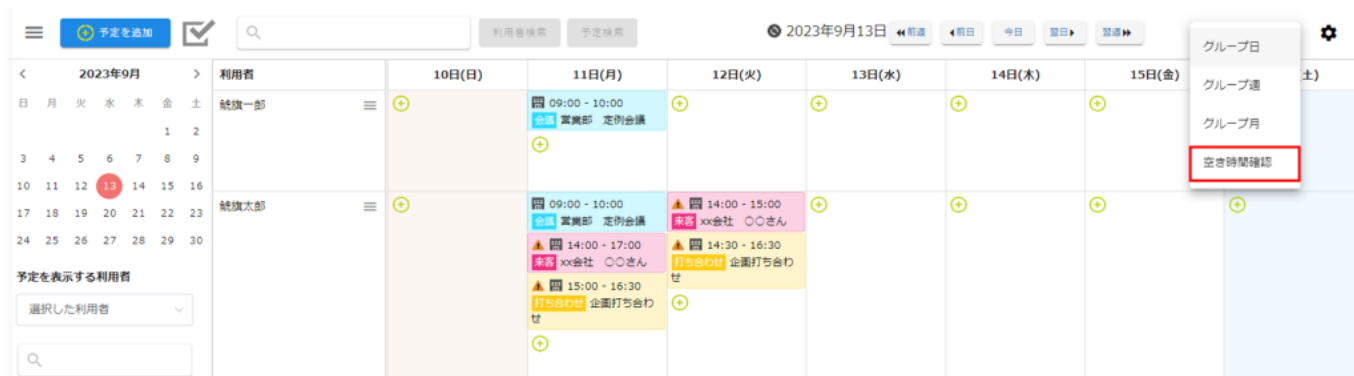 予定を追加
利用者検索
予定検索
2023年9月13日
前週
前日
今日
翌日
翌週
グループ日
グループ週
グループ月
空き時間確認
2023年9月
日 月 火 水 木 金 土
1 2
3 4 5 6 7 8 9
10 11 12 13 14 15 16
17 18 19 20 21 22 23
24 25 26 27 28 29 30
予定を表示する利用者
選択した利用者
利用者 10日(日) 11日(月) 12日(火) 13日(水) 14日(木) 15日(金) 土)
鯱旗一郎
09:00 - 10:00
会議 営業部 定例会議
鯱旗太郎
09:00 - 10:00
会議 営業部 定例会議
14:00 - 17:00
来客 xx会社 〇〇さん
15:00 - 16:30
打ち合わせ 企画打ち合わ
せ
14:00 - 15:00
来客 xx会社 〇〇さん
14:30 - 16:30
打ち合わせ 企画打ち合わ
せ